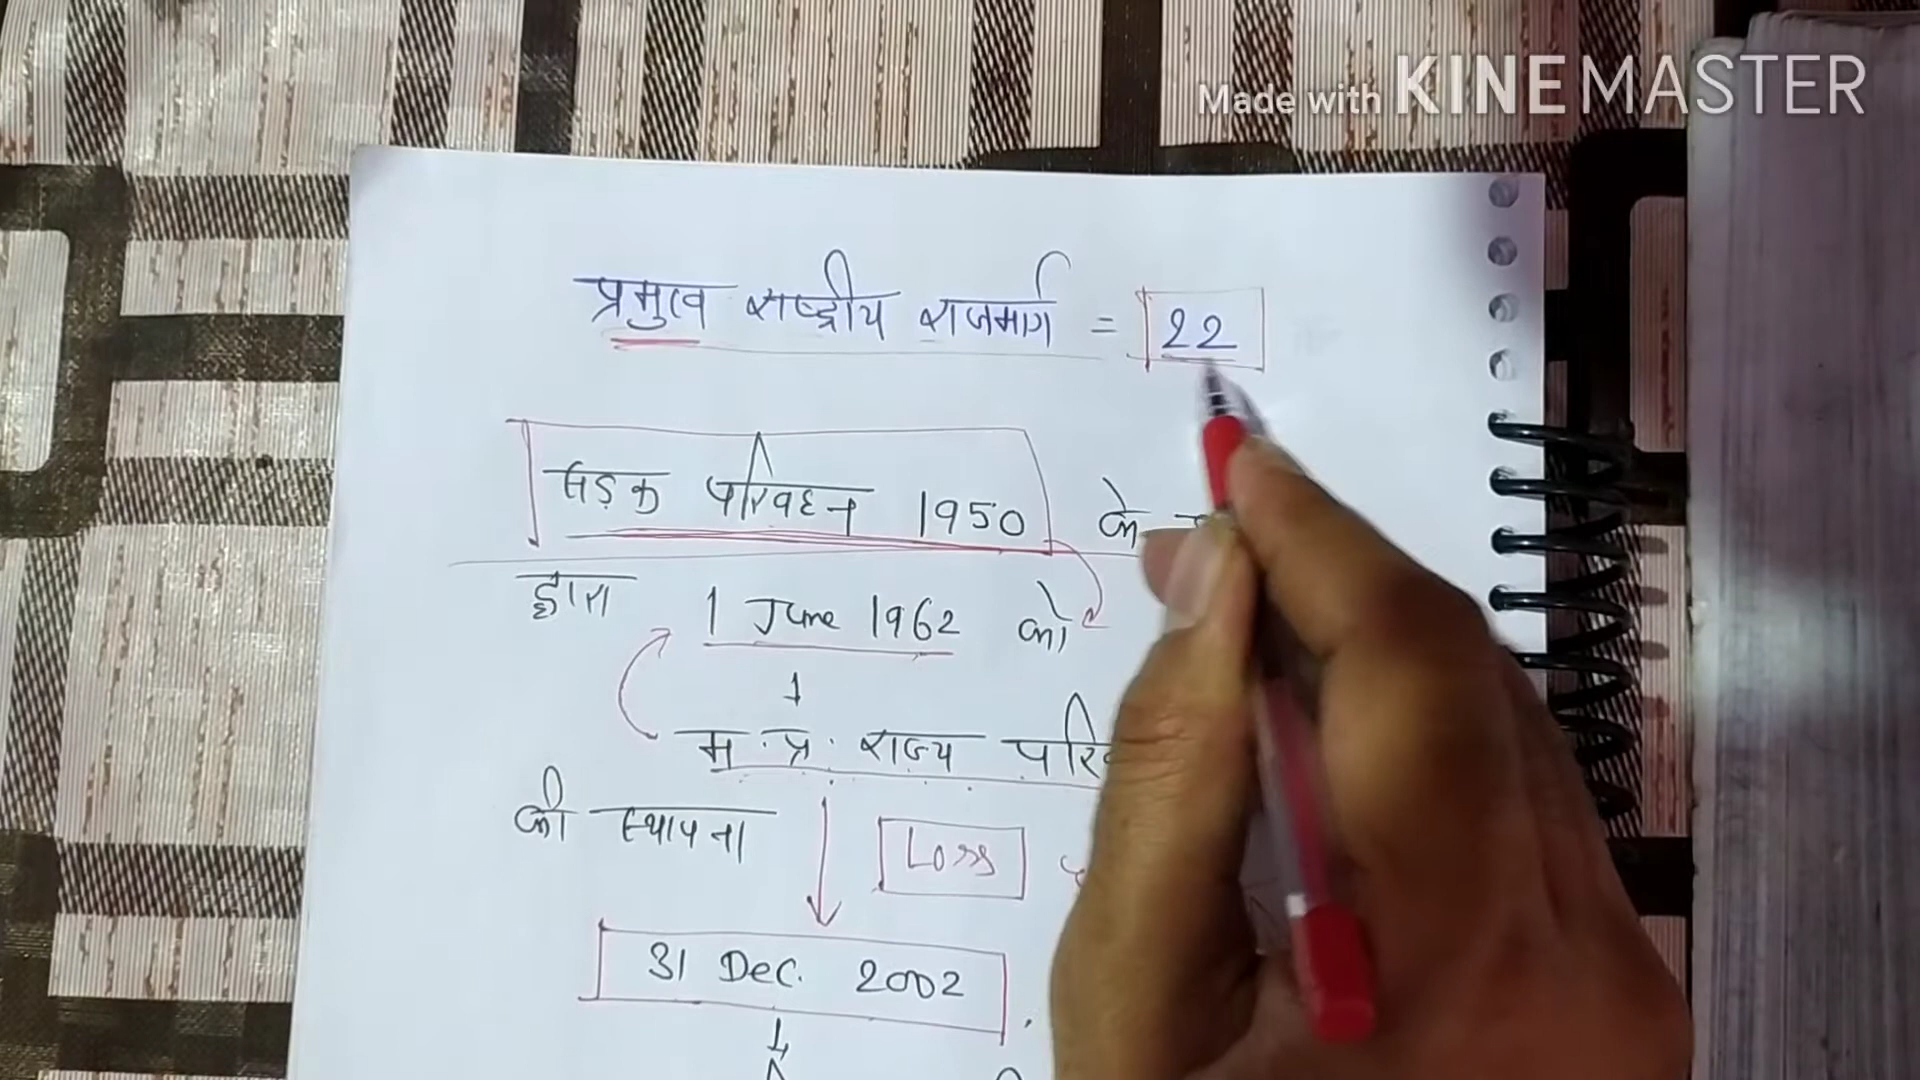 Made with KINEMASTER
प्रमुख राष्ट्रीय राजमार्ग = 22
सड़क परिवहन 1950 के
द्वारा 1 June 1962 को
म.प्र. राज्य
की स्थापना Loss
31 Dec. 2002